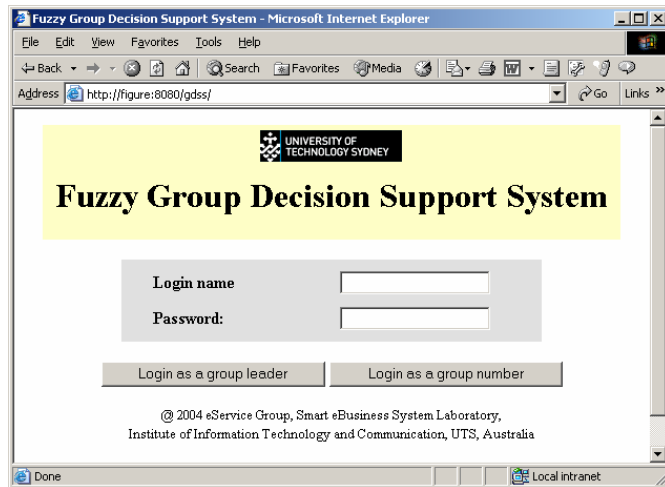 Fuzzy Group Decision Support System - Microsoft Internet Explorer
File Edit View Favorites Tools Help
Back Search Favorites Media
Address http://figure:8080/gdss/ Go Links »
UNIVERSITY OF
TECHNOLOGY SYDNEY
Fuzzy Group Decision Support System
Login name
Password:
Login as a group leader Login as a group number
@ 2004 eService Group, Smart eBusiness System Laboratory,
Institute of Information Technology and Communication, UTS, Australia
Done Local intranet